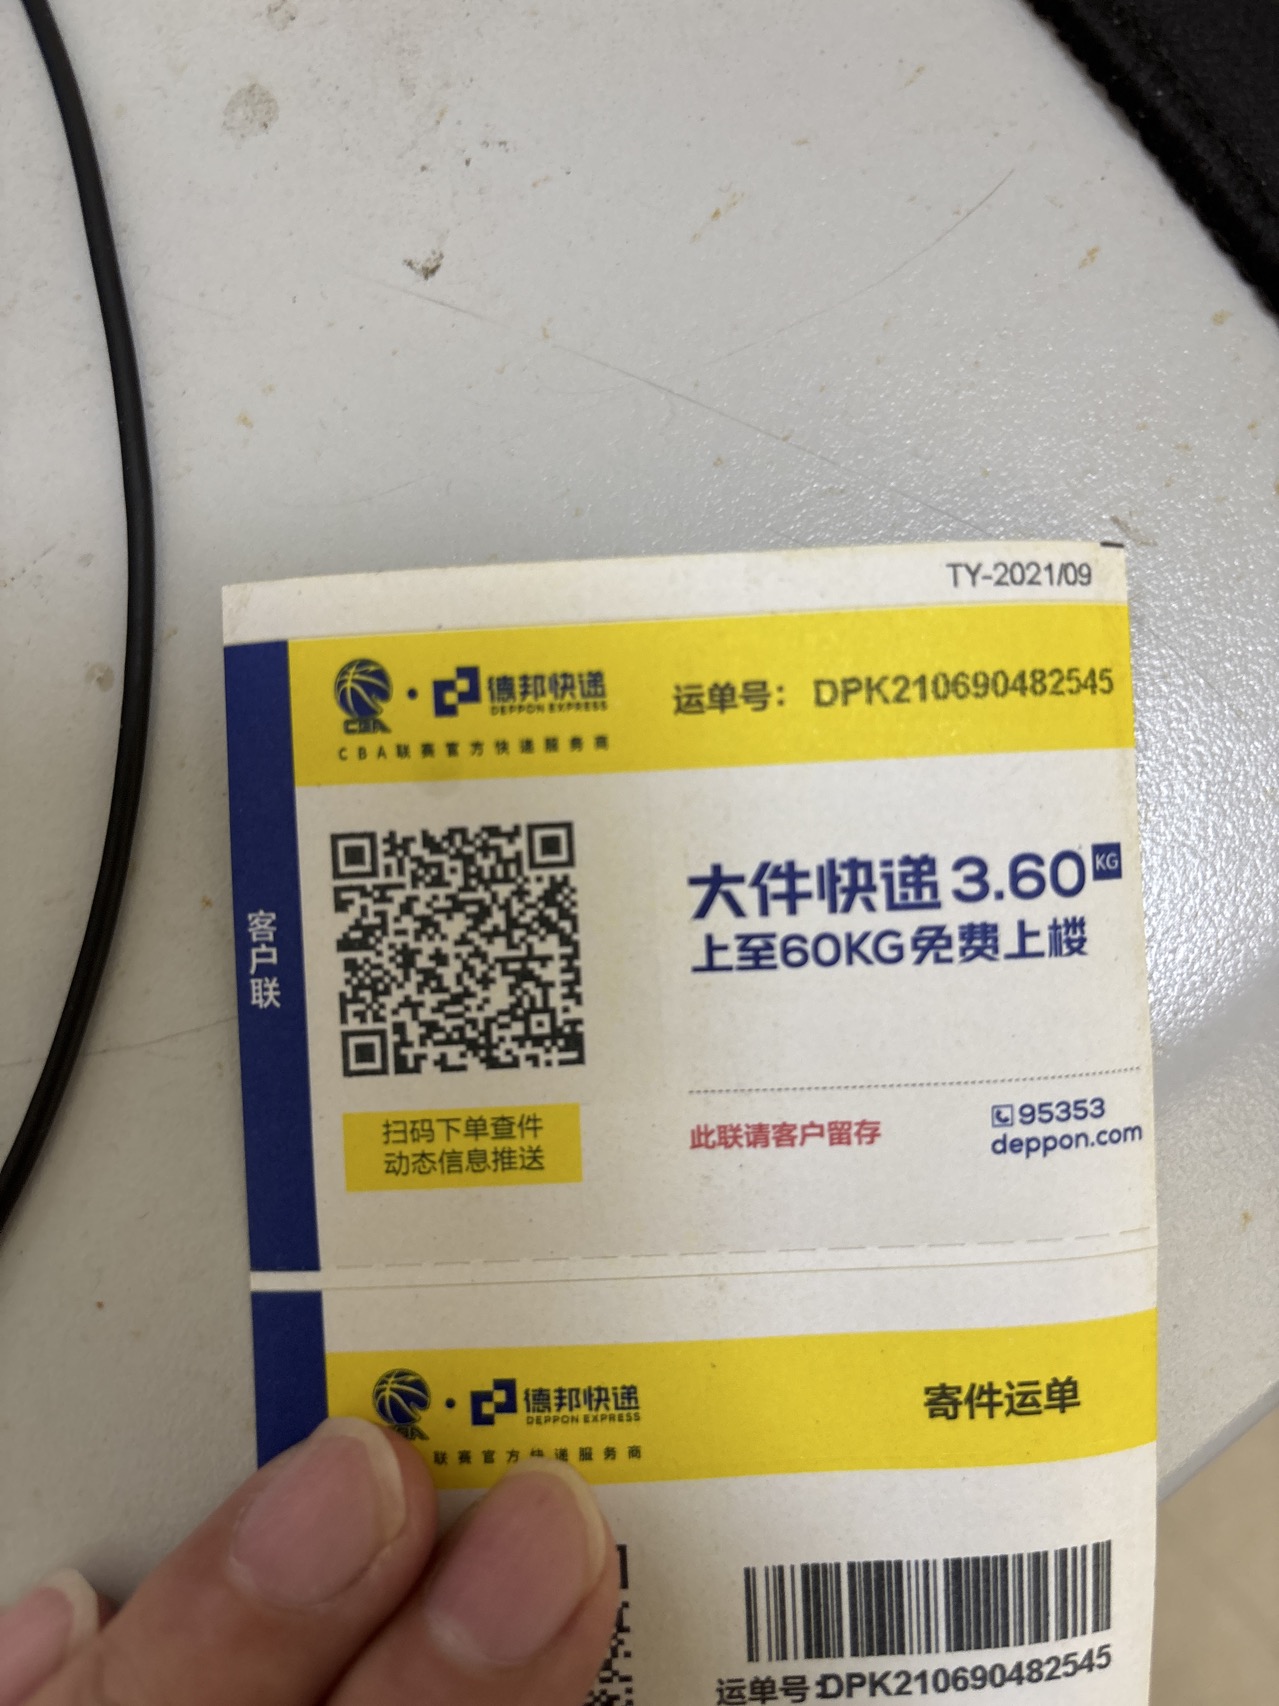 TY-2021/09
CBA
德邦快递
DEPPON EXPRESS
CBA联赛官方快递服务商
运单号: DPK210690482545
客户联
大件快递3.60KG
上至60KG免费上楼
扫码下单查件
动态信息推送
此联请客户留存
95353
deppon.com
德邦快递
DEPPON EXPRESS
联赛官方快递服务商
寄件运单
运单号:DPK210690482545